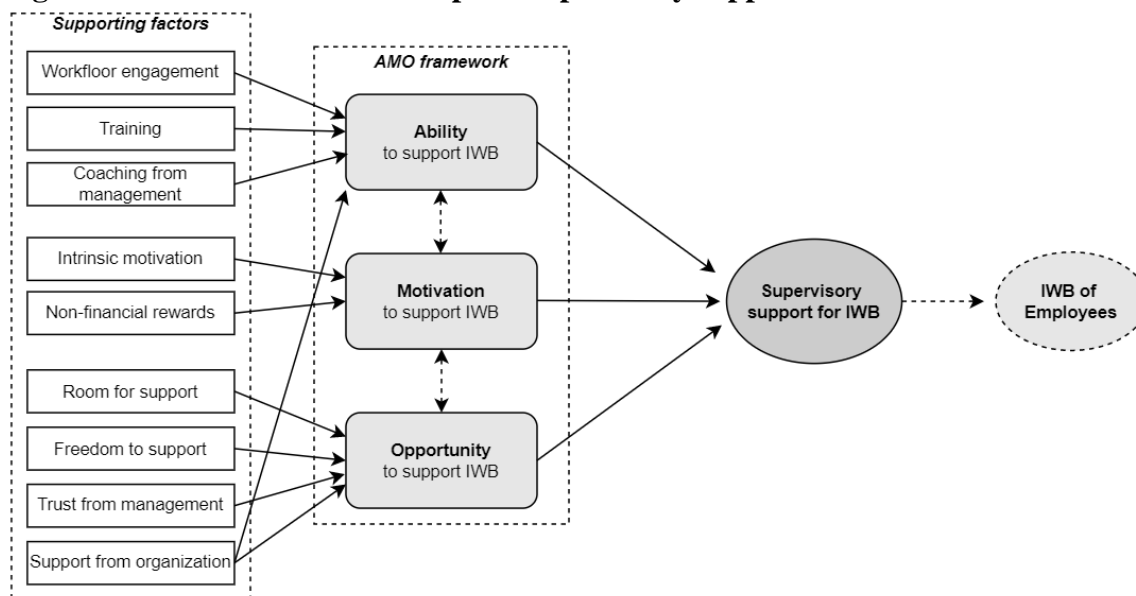 Supporting factors
Workfloor engagement
Training
Coaching from
management
Intrinsic motivation
Non-financial rewards
Room for support
Freedom to support
Trust from management
Support from organization
AMO framework
Ability
to support IWB
Motivation
to support IWB
Opportunity
to support IWB
Supervisory
support for IWB
IWB of
Employees